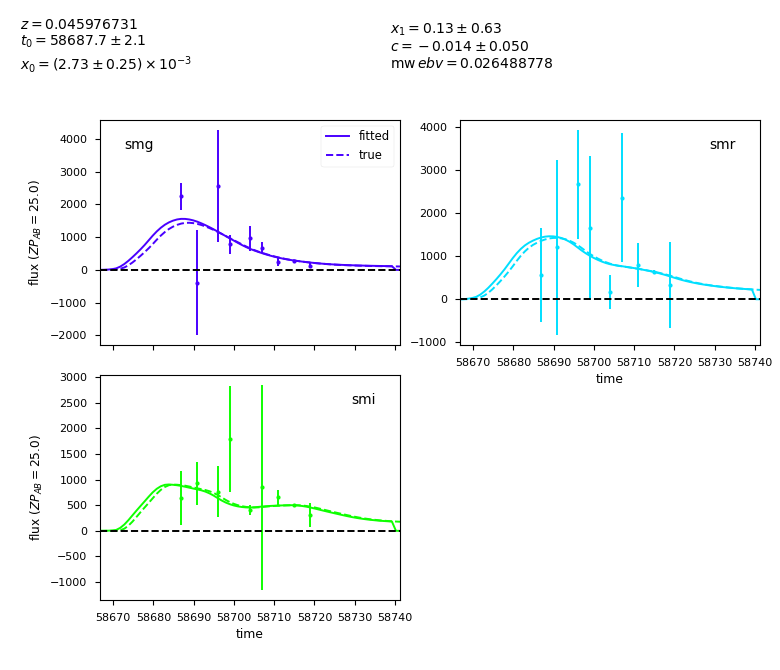 z = 0.045976731
t₀ = 58687.7 ± 2.1
x₀ = (2.73 ± 0.25) × 10⁻³
x₁ = 0.13 ± 0.63
c = −0.014 ± 0.050
mw ebv = 0.026488778
smg
fitted
true
4000
3000
2000
1000
0
−1000
−2000
flux (ZP_AB = 25.0)
smr
4000
3000
2000
1000
0
−1000
58670 58680 58690 58700 58710 58720 58730 58740
time
smi
3000
2500
2000
1500
1000
500
0
−500
−1000
flux (ZP_AB = 25.0)
58670 58680 58690 58700 58710 58720 58730 58740
time